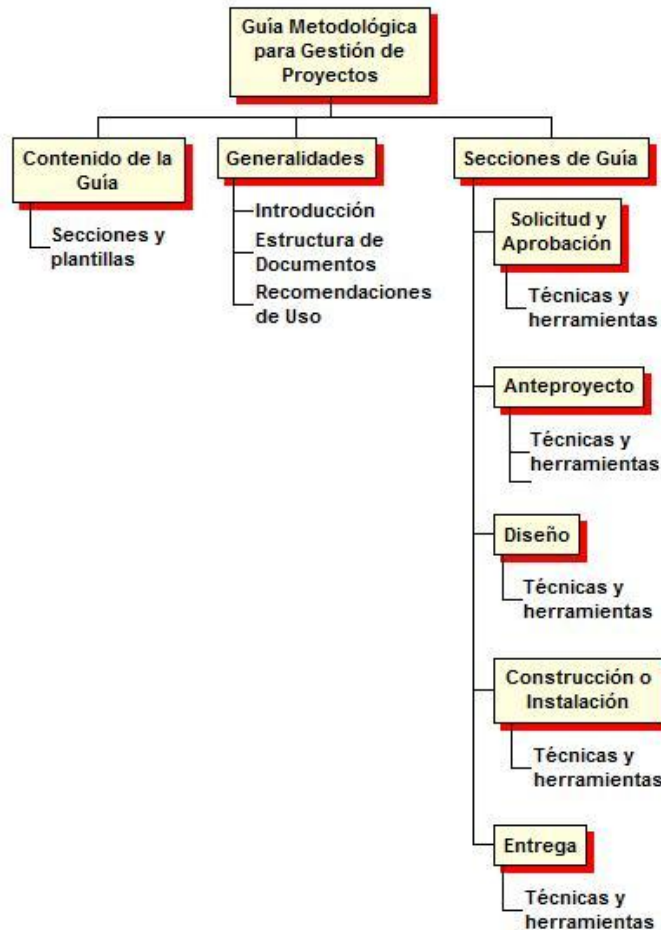 Guía Metodológica
para Gestión de
Proyectos
Contenido de la
Guía
Secciones y
plantillas
Generalidades
Introducción
Estructura de
Documentos
Recomendaciones
de Uso
Secciones de Guía
Solicitud y
Aprobación
Técnicas y
herramientas
Anteproyecto
Técnicas y
herramientas
Diseño
Técnicas y
herramientas
Construcción o
Instalación
Técnicas y
herramientas
Entrega
Técnicas y
herramientas